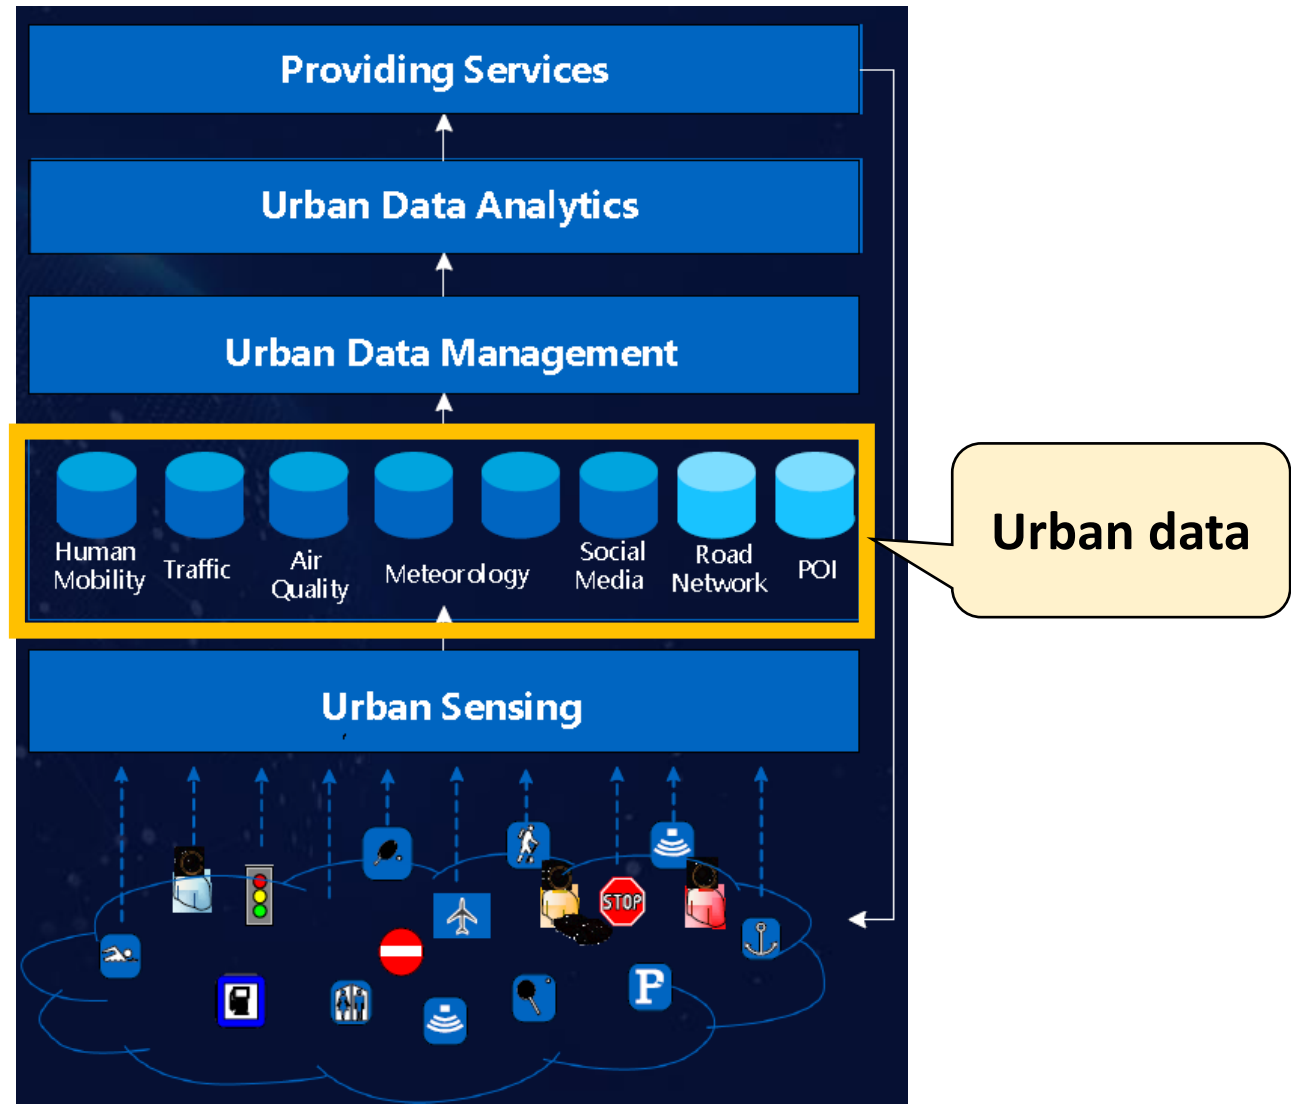 Providing Services
Urban Data Analytics
Urban Data Management
Human
Mobility
Traffic
Air
Quality
Meteorology
Social
Media
Road
Network
POI
Urban data
Urban Sensing
STOP
P